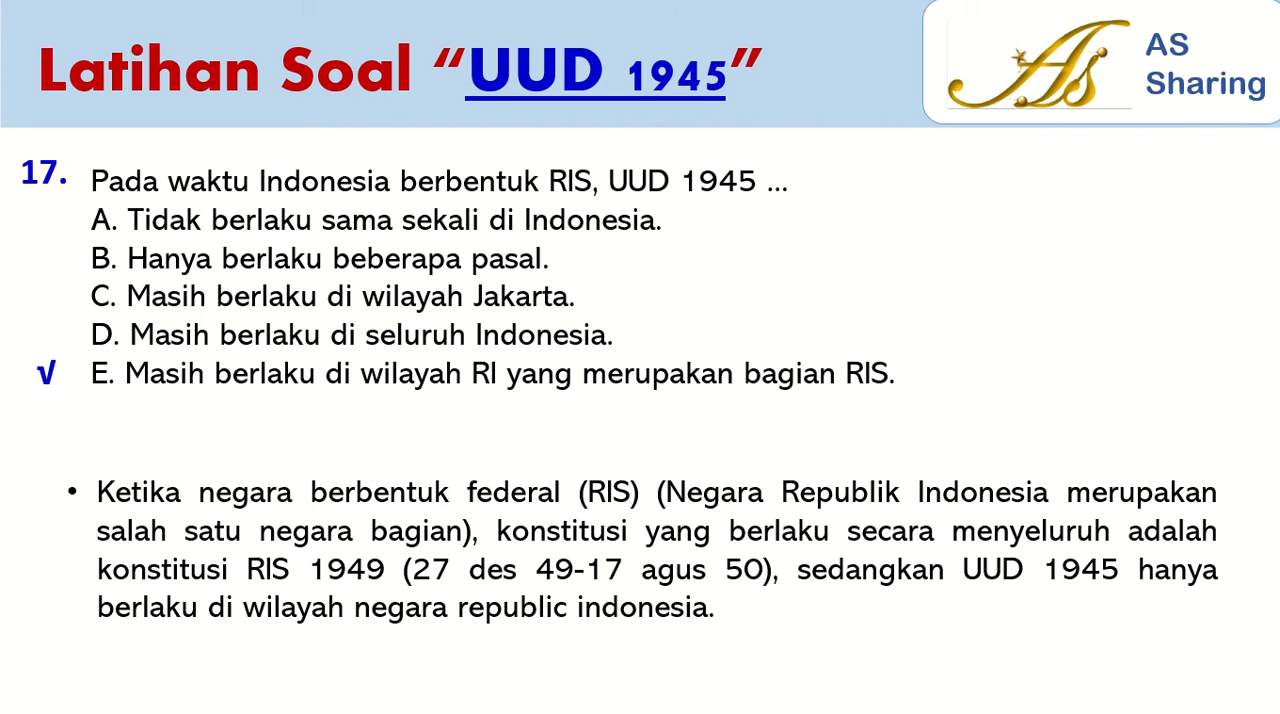 Latihan Soal “UUD 1945”
As
AS
Sharing
17. Pada waktu Indonesia berbentuk RIS, UUD 1945 ...
A. Tidak berlaku sama sekali di Indonesia.
B. Hanya berlaku beberapa pasal.
C. Masih berlaku di wilayah Jakarta.
D. Masih berlaku di seluruh Indonesia.
√ E. Masih berlaku di wilayah RI yang merupakan bagian RIS.
• Ketika negara berbentuk federal (RIS) (Negara Republik Indonesia merupakan
salah satu negara bagian), konstitusi yang berlaku secara menyeluruh adalah
konstitusi RIS 1949 (27 des 49-17 agus 50), sedangkan UUD 1945 hanya
berlaku di wilayah negara republic indonesia.